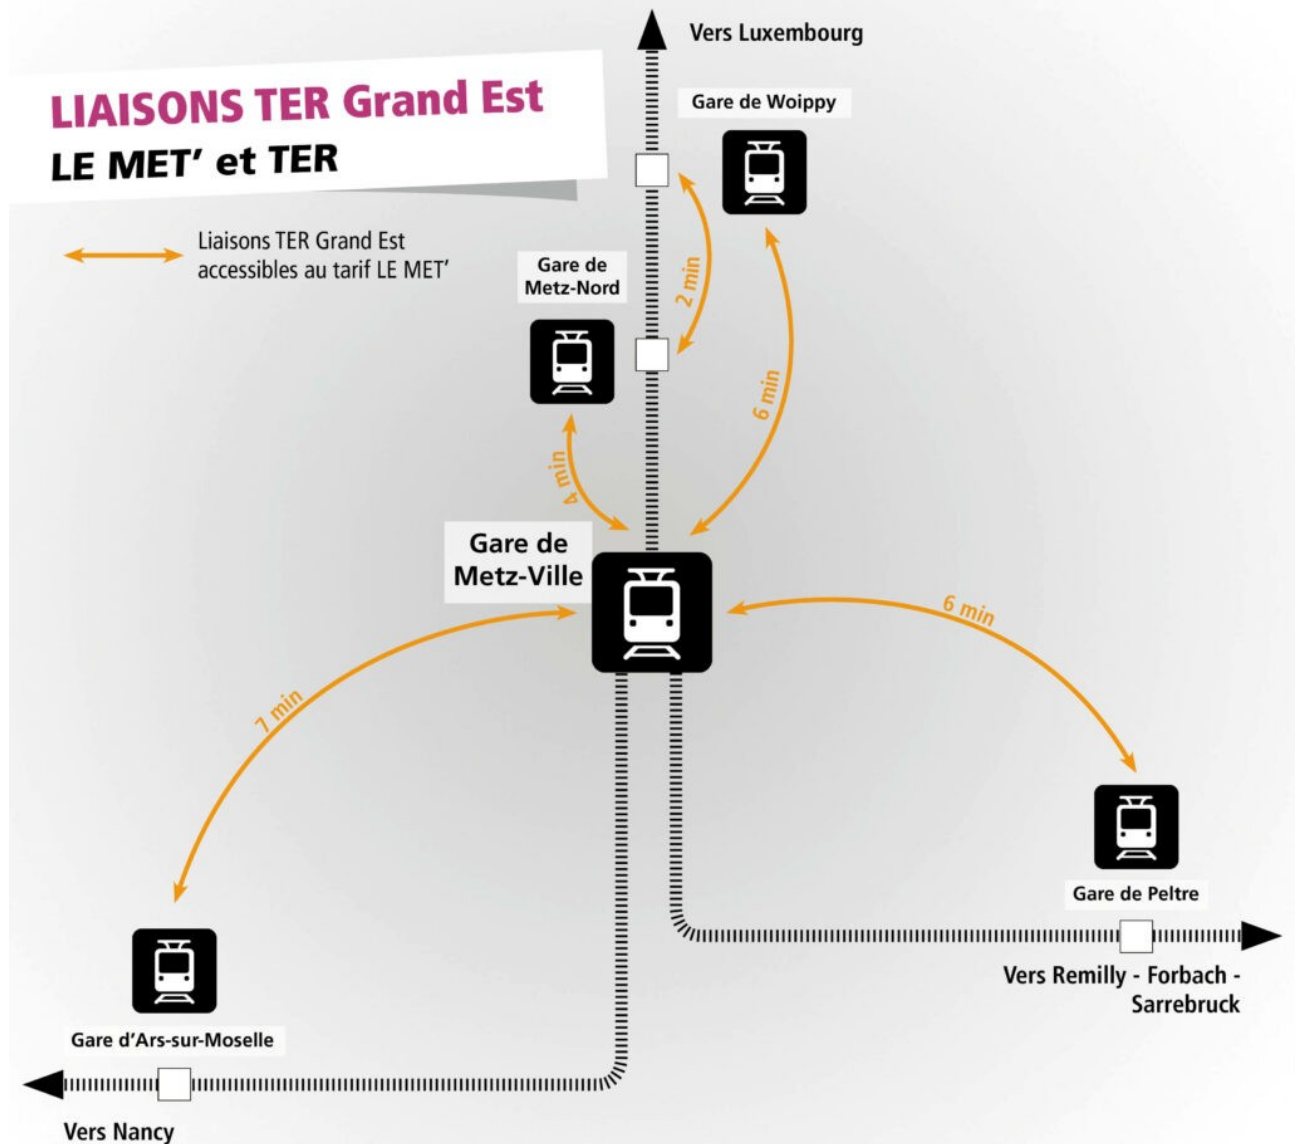 Vers Luxembourg
LIAISONS TER Grand Est
LE MET’ et TER
Gare de Woippy
Liaisons TER Grand Est
accessibles au tarif LE MET’
Gare de
Metz-Nord
2 min
6 min
4 min
Gare de
Metz-Ville
6 min
7 min
Gare de Peltre
Vers Remilly - Forbach -
Sarrebruck
Gare d’Ars-sur-Moselle
Vers Nancy